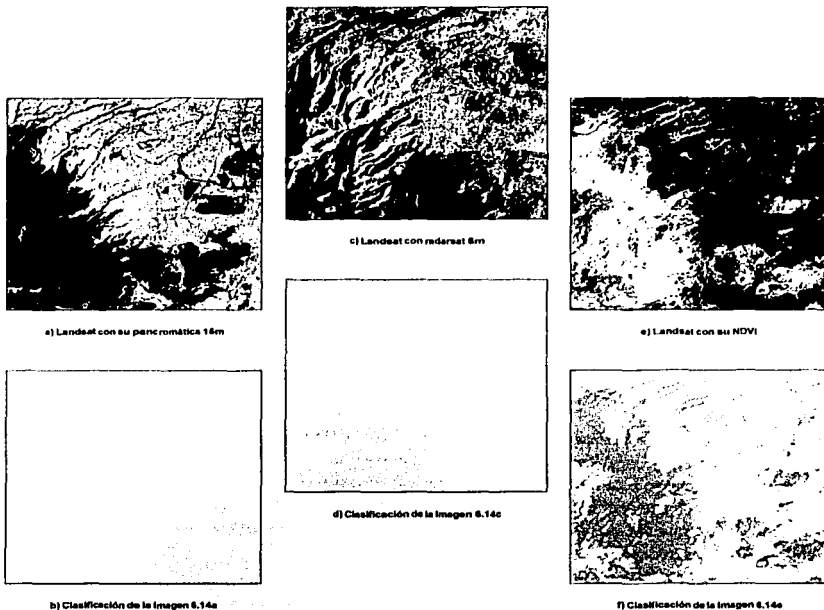 a) Landsat con su pancromática 15m
b) Clasificación de la Imagen 6.14a
c) Landsat con radarsat 8m
d) Clasificación de la Imagen 6.14c
e) Landsat con su NDVI
f) Clasificación de la Imagen 6.14e